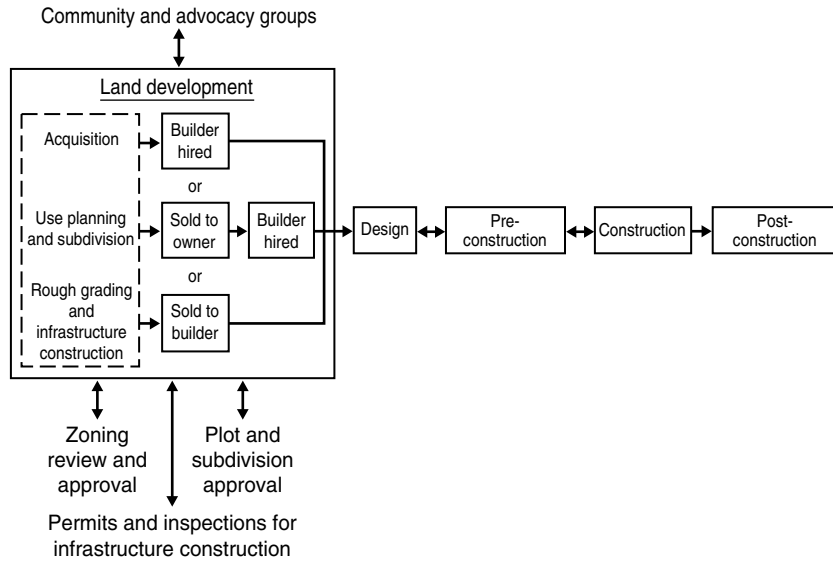 Community and advocacy groups
Land development
Acquisition
Builder
hired
or
Use planning
and subdivision
Sold to
owner
Builder
hired
Design
Pre-
construction
Construction
Post-
construction
or
Rough grading
and
infrastructure
construction
Sold to
builder
Zoning
review and
approval
Plot and
subdivision
approval
Permits and inspections for
infrastructure construction